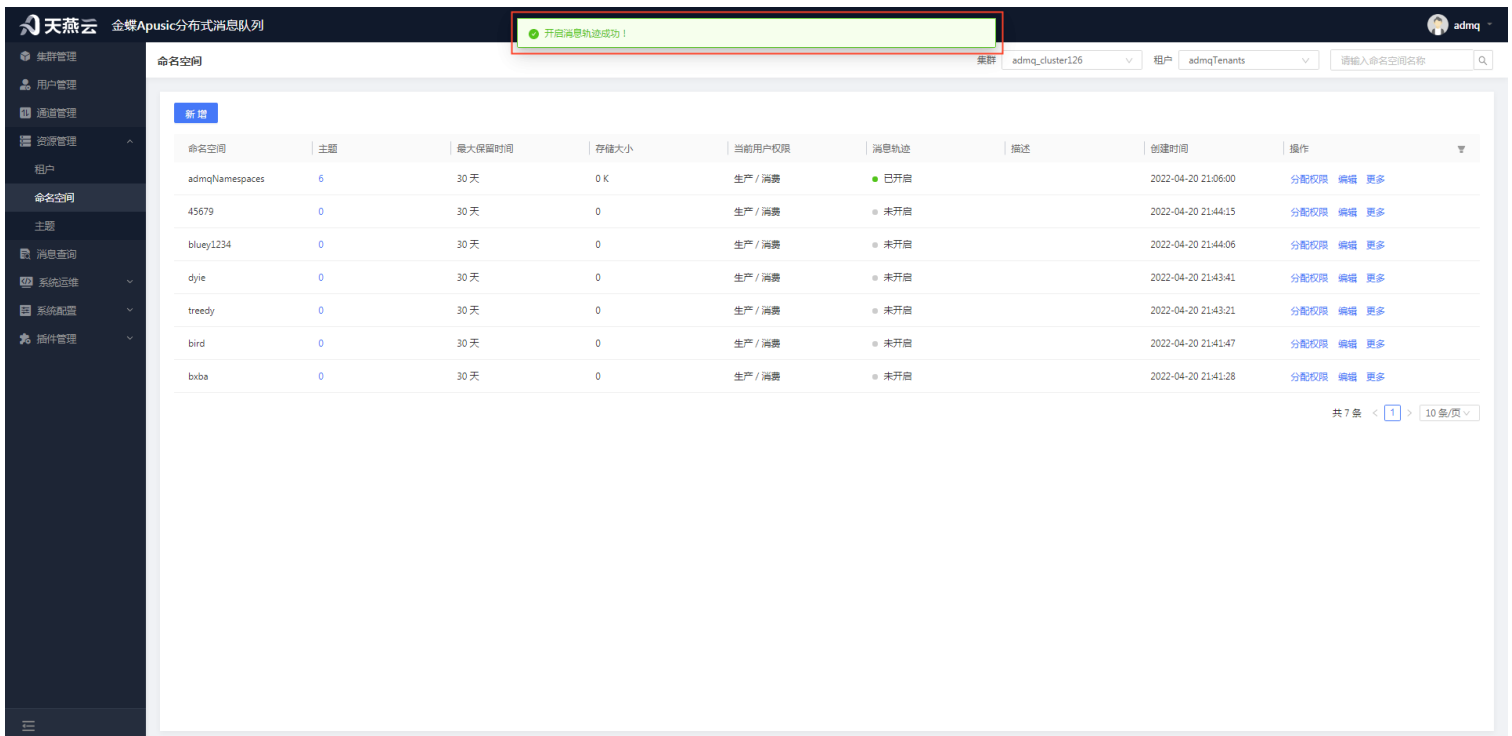 天燕云 金蝶Apusic分布式消息队列
开启消息轨迹成功！
admq
集群管理
用户管理
通道管理
资源管理
租户
命名空间
主题
消息查询
系统运维
系统配置
插件管理
命名空间
集群 admq_cluster126 租户 admqTenants 请输入命名空间名称
新 增
命名空间 主题 最大保留时间 存储大小 当前用户权限 消息轨迹 描述 创建时间 操作
admqNamespaces 6 30 天 0 K 生产 / 消费 已开启 2022-04-20 21:06:00 分配权限 编辑 更多
45679 0 30 天 0 生产 / 消费 未开启 2022-04-20 21:44:15 分配权限 编辑 更多
bluey1234 0 30 天 0 生产 / 消费 未开启 2022-04-20 21:44:06 分配权限 编辑 更多
dyie 0 30 天 0 生产 / 消费 未开启 2022-04-20 21:43:41 分配权限 编辑 更多
treedy 0 30 天 0 生产 / 消费 未开启 2022-04-20 21:43:21 分配权限 编辑 更多
bird 0 30 天 0 生产 / 消费 未开启 2022-04-20 21:41:47 分配权限 编辑 更多
bxba 0 30 天 0 生产 / 消费 未开启 2022-04-20 21:41:28 分配权限 编辑 更多
共 7 条 < 1 > 10 条/页